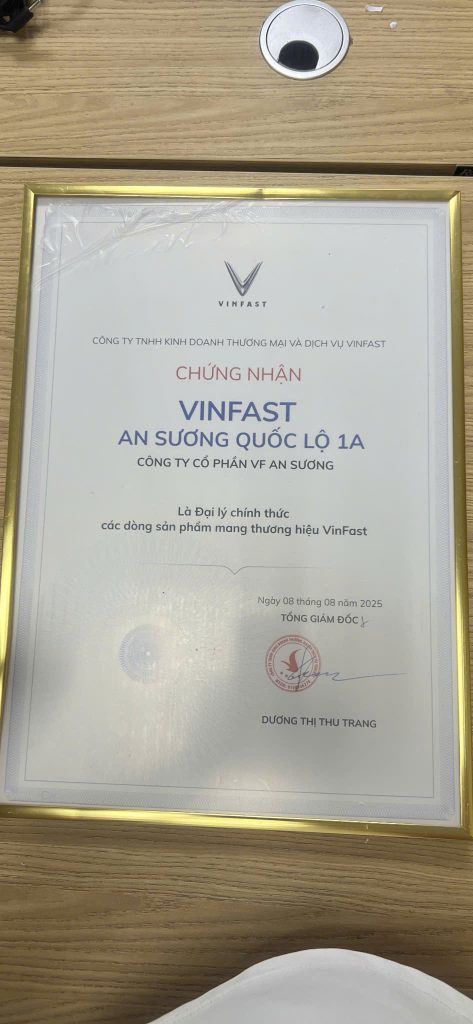 VINFAST
CÔNG TY TNHH KINH DOANH THƯƠNG MẠI VÀ DỊCH VỤ VINFAST
CHỨNG NHẬN
VINFAST
AN SƯƠNG QUỐC LỘ 1A
CÔNG TY CỔ PHẦN VF AN SƯƠNG
Là Đại lý chính thức
các dòng sản phẩm mang thương hiệu VinFast
Ngày 08 tháng 08 năm 2025
TỔNG GIÁM ĐỐC
DƯƠNG THỊ THU TRANG